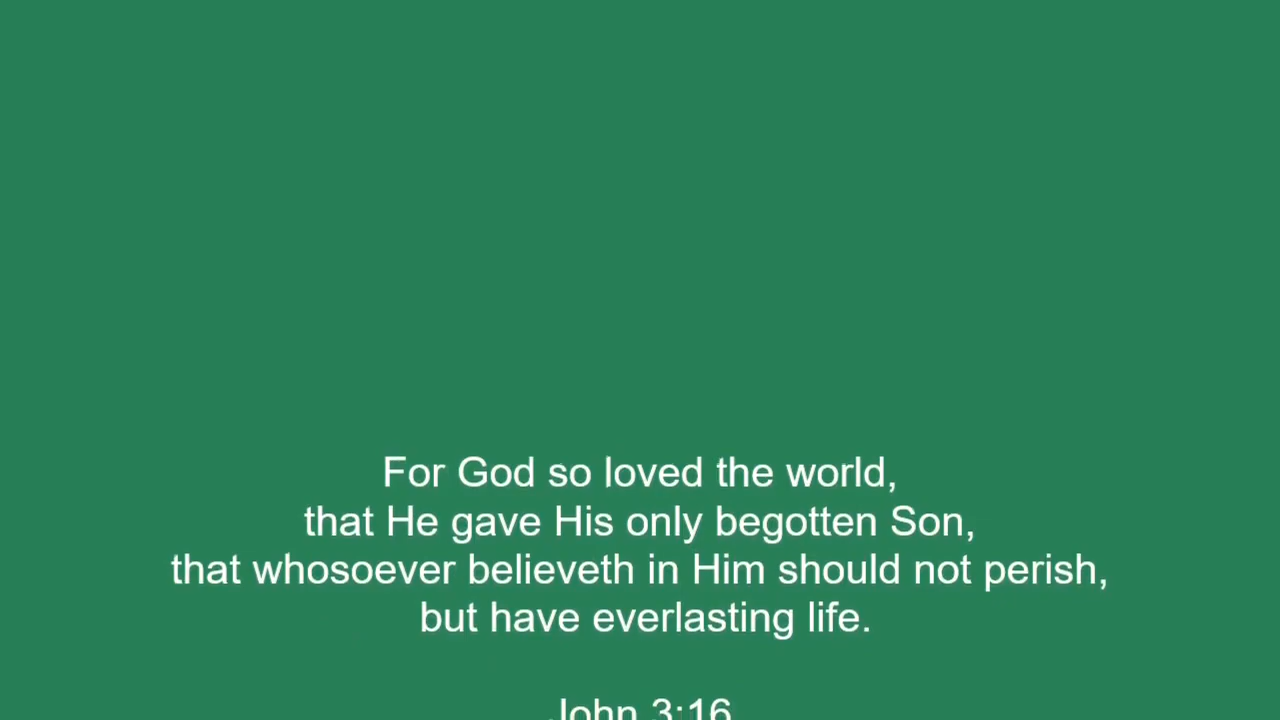 For God so loved the world,
that He gave His only begotten Son,
that whosoever believeth in Him should not perish,
but have everlasting life.
John 3:16